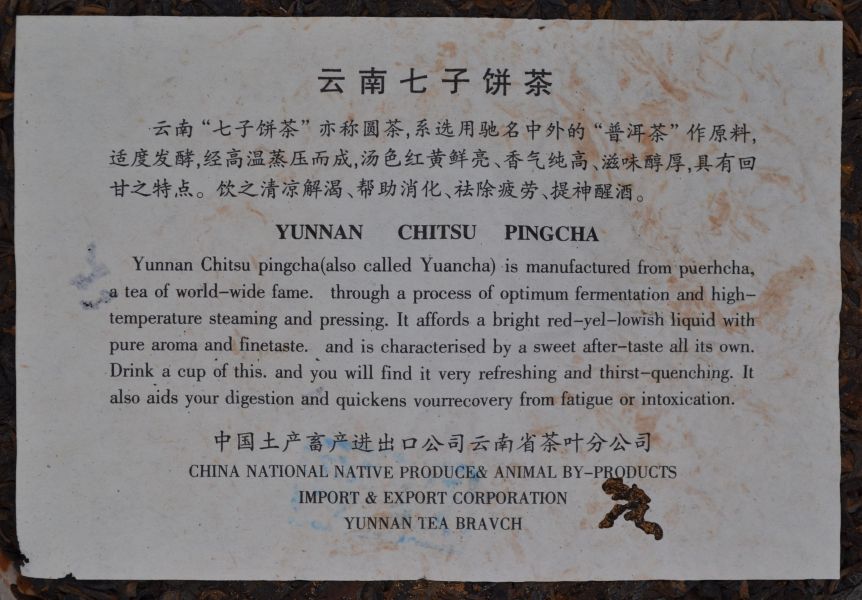 云南七子饼茶
云南“七子饼茶”亦称圆茶,系选用驰名中外的“普洱茶”作原料,
适度发酵,经高温蒸压而成,汤色红黄鲜亮、香气纯高、滋味醇厚,具有回
甘之特点。饮之清凉解渴、帮助消化、祛除疲劳、提神醒酒。
YUNNAN CHITSU PINGCHA
Yunnan Chitsu pingcha(also called Yuancha) is manufactured from puerhcha,
a tea of world-wide fame. through a process of optimum fermentation and high-
temperature steaming and pressing. It affords a bright red-yel-lowish liquid with
pure aroma and finetaste. and is characterised by a sweet after-taste all its own.
Drink a cup of this. and you will find it very refreshing and thirst-quenching. It
also aids your digestion and quickens vourrecovery from fatigue or intoxication.
中国土产畜产进出口公司云南省茶叶分公司
CHINA NATIONAL NATIVE PRODUCE& ANIMAL BY-PRODUCTS
IMPORT & EXPORT CORPORATION
YUNNAN TEA BRAVCH